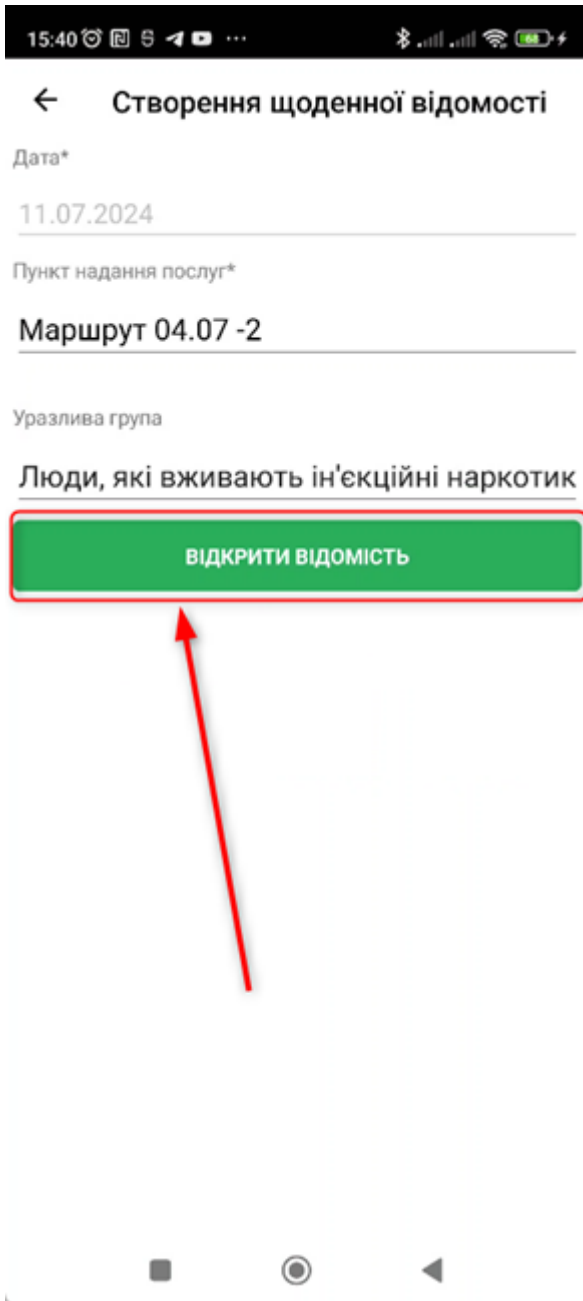 15:40
68
Створення щоденної відомості
Дата*
11.07.2024
Пункт надання послуг*
Маршрут 04.07 -2
Уразлива група
Люди, які вживають ін'єкційні наркотик
ВІДКРИТИ ВІДОМІСТЬ